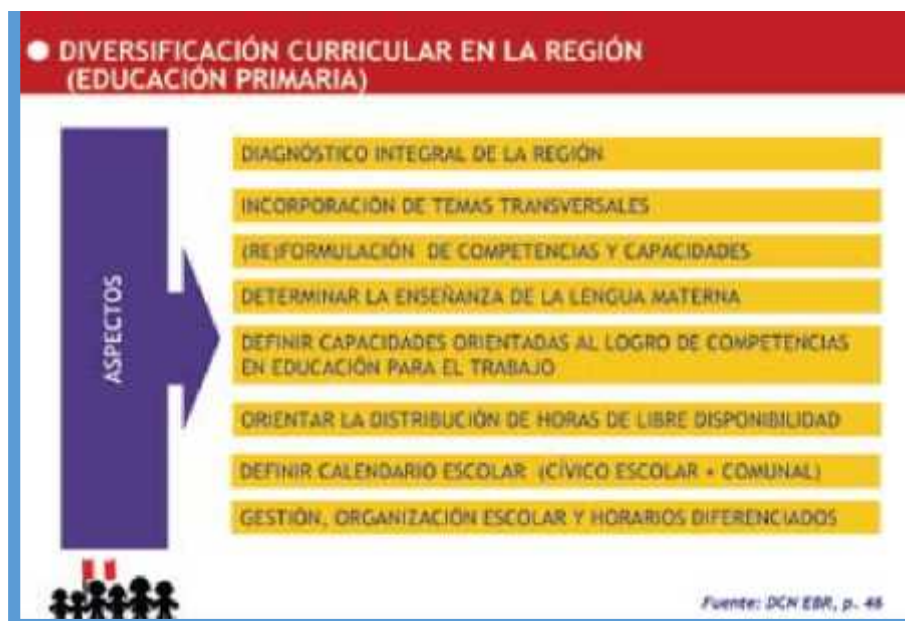 DIVERSIFICACIÓN CURRICULAR EN LA REGIÓN
(EDUCACIÓN PRIMARIA)
ASPECTOS
DIAGNÓSTICO INTEGRAL DE LA REGIÓN
INCORPORACIÓN DE TEMAS TRANSVERSALES
(RE)FORMULACIÓN DE COMPETENCIAS Y CAPACIDADES
DETERMINAR LA ENSEÑANZA DE LA LENGUA MATERNA
DEFINIR CAPACIDADES ORIENTADAS AL LOGRO DE COMPETENCIAS
EN EDUCACIÓN PARA EL TRABAJO
ORIENTAR LA DISTRIBUCIÓN DE HORAS DE LIBRE DISPONIBILIDAD
DEFINIR CALENDARIO ESCOLAR (CÍVICO ESCOLAR + COMUNAL)
GESTIÓN, ORGANIZACIÓN ESCOLAR Y HORARIOS DIFERENCIADOS
Fuente: DCN EBR, p. 46